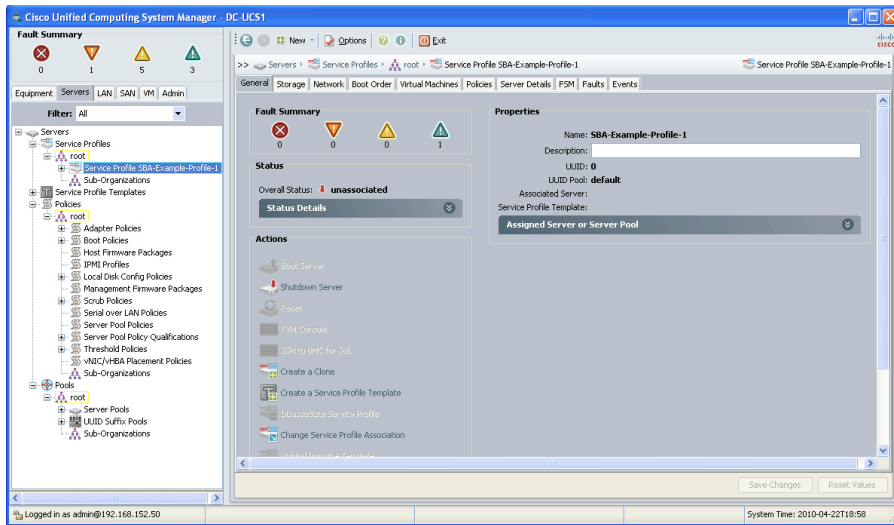 Cisco Unified Computing System Manager - DC-UCS1
Fault Summary
0 1 5 3
Equipment Servers LAN SAN VM Admin
Filter: All
Servers
Service Profiles
root
Service Profile SBA-Example-Profile-1
Sub-Organizations
Service Profile Templates
Policies
root
Adapter Policies
Boot Policies
Host Firmware Packages
IPMI Profiles
Local Disk Config Policies
Management Firmware Packages
Scrub Policies
Serial over LAN Policies
Server Pool Policies
Server Pool Policy Qualifications
Threshold Policies
vNIC/vHBA Placement Policies
Sub-Organizations
Pools
root
Server Pools
UUID Suffix Pools
Sub-Organizations
New Options Exit
cisco
>> Servers Service Profiles root Service Profile SBA-Example-Profile-1
Service Profile SBA-Example-Profile-1
General Storage Network Boot Order Virtual Machines Policies Server Details FSM Faults Events
Fault Summary
0 0 0 1
Status
Overall Status: unassociated
Status Details
Actions
Boot Server
Shutdown Server
Reset
KVM Console
SSH to BMC for SoL
Create a Clone
Create a Service Profile Template
Disassociate Service Profile
Change Service Profile Association
Unbind from the Template
Properties
Name: SBA-Example-Profile-1
Description:
UUID: 0
UUID Pool: default
Associated Server:
Service Profile Template:
Assigned Server or Server Pool
Save Changes Reset Values
Logged in as admin@192.168.152.50
System Time: 2010-04-22T18:58